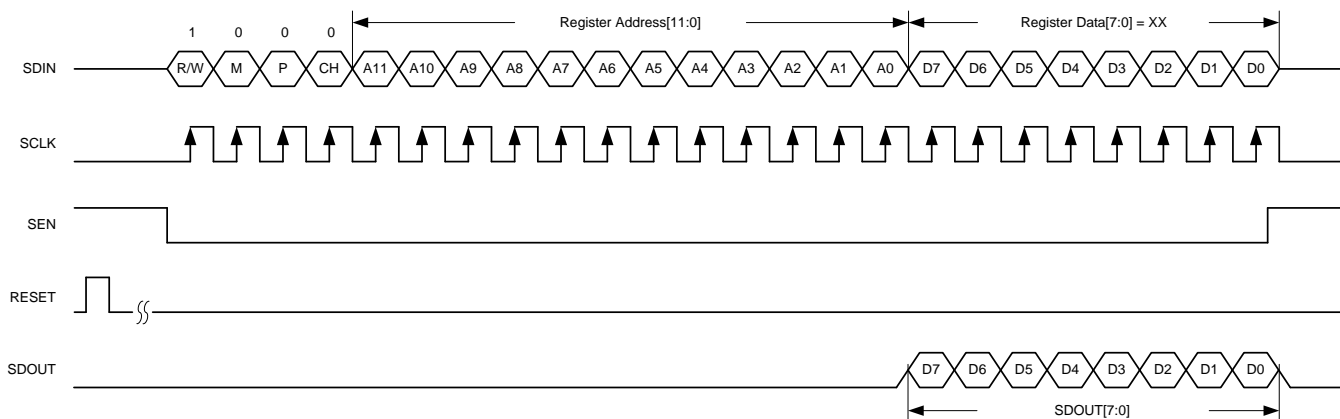 Register Address[11:0] Register Data[7:0] = XX
1 0 0 0
SDIN R/W M P CH A11 A10 A9 A8 A7 A6 A5 A4 A3 A2 A1 A0 D7 D6 D5 D4 D3 D2 D1 D0
SCLK
SEN
RESET
SDOUT D7 D6 D5 D4 D3 D2 D1 D0
SDOUT[7:0]